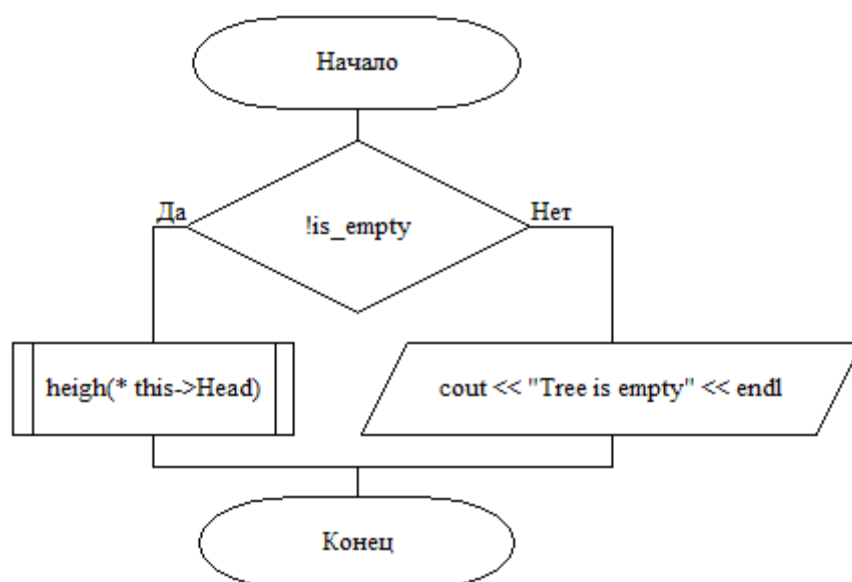 Начало
Да
Нет
!is_empty
heigh(* this->Head)
cout << "Tree is empty" << endl
Конец